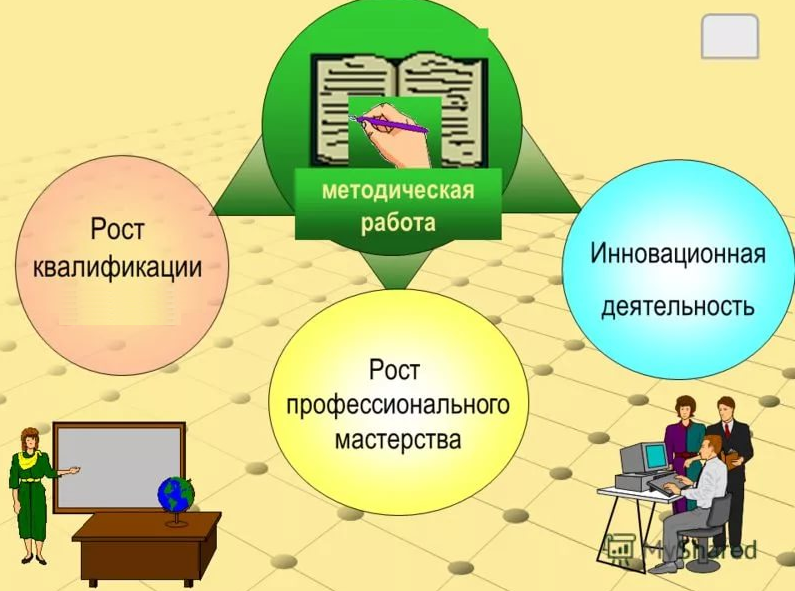 методическая
работа
Рост
квалификации
Инновационная
деятельность
Рост
профессионального
мастерства
MyShared